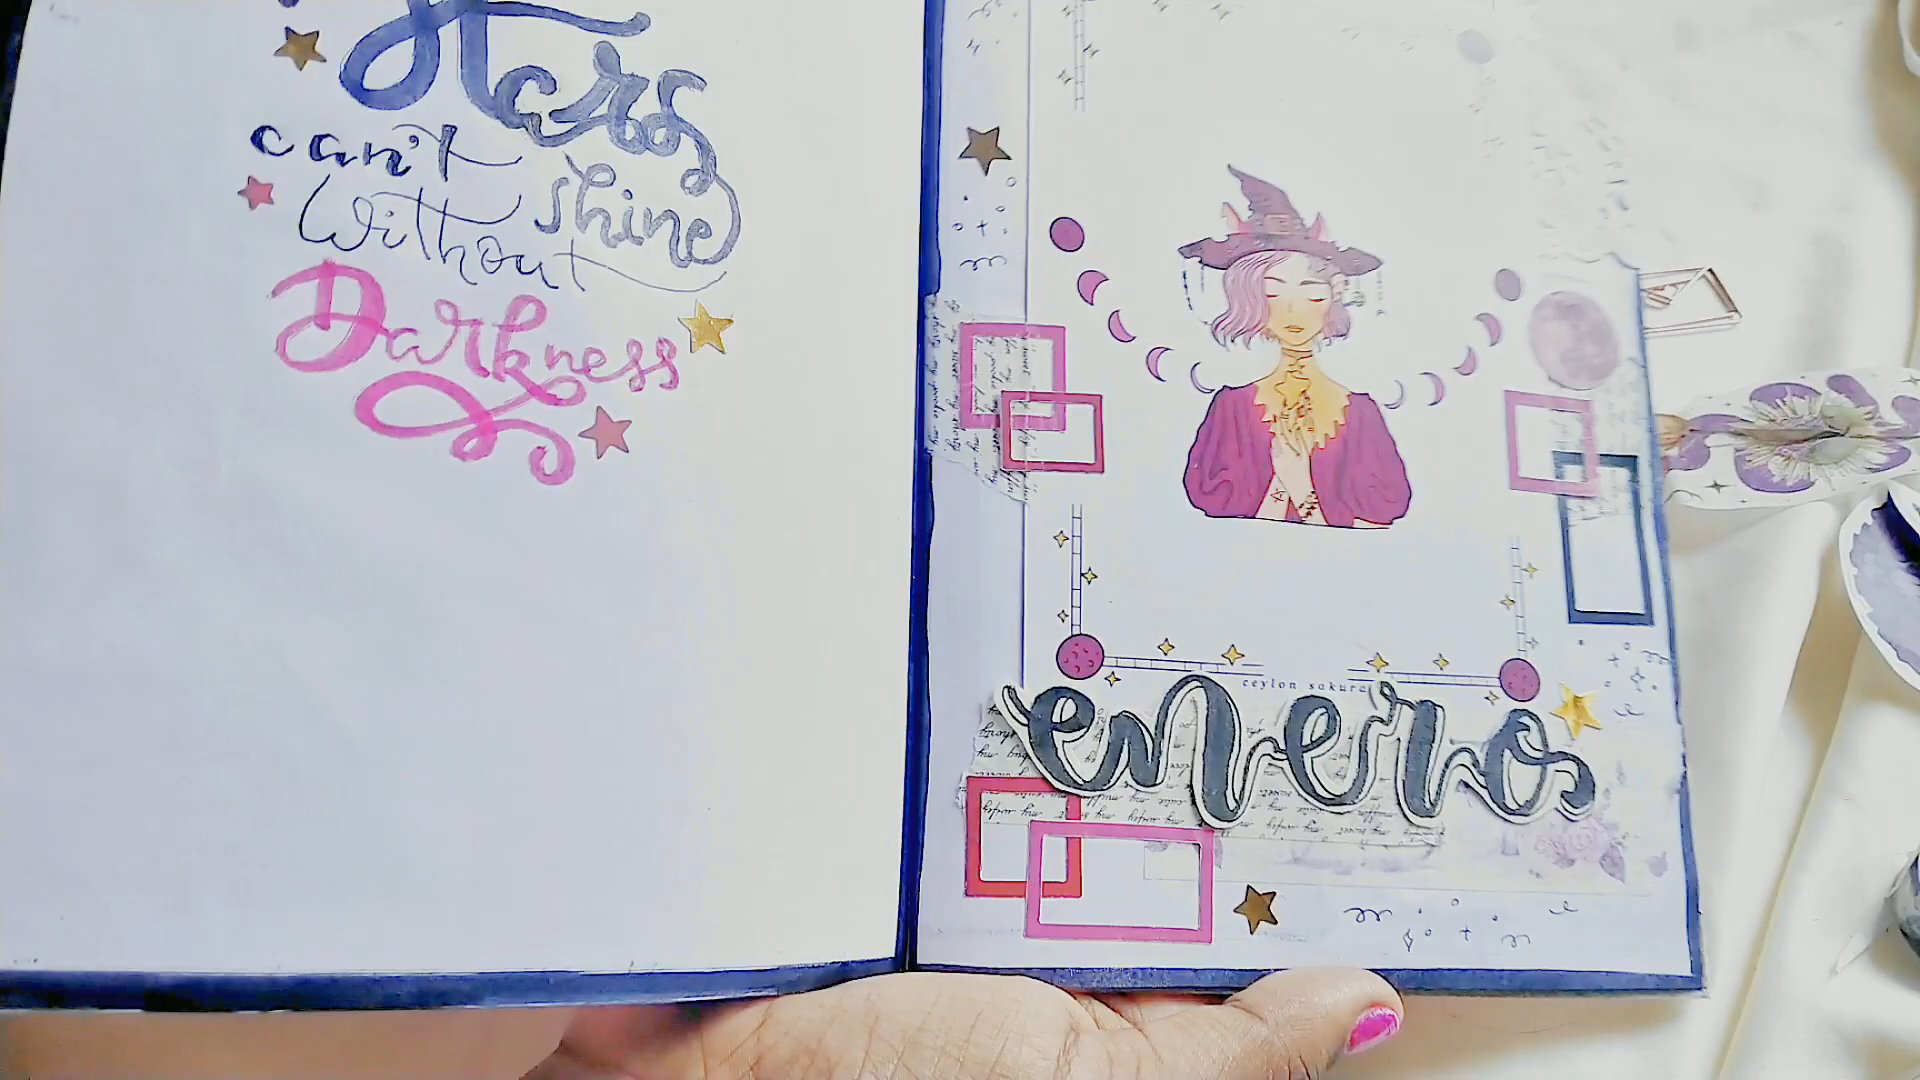 Stars
can't
shine
without
Darkness
ceylon sakura
enero